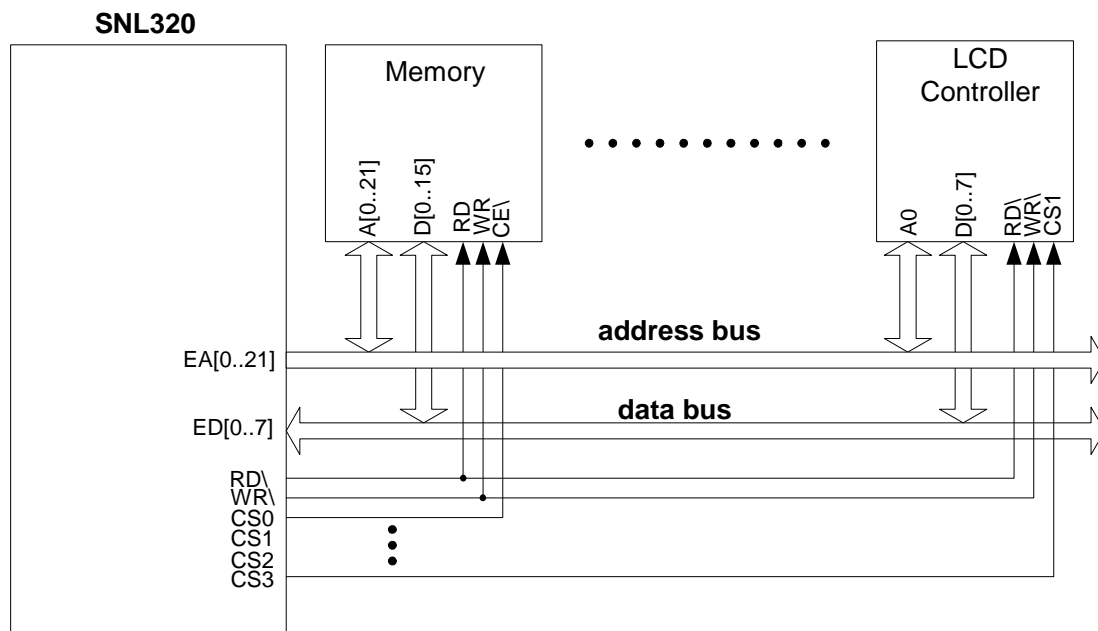 SNL320
Memory
A[0..21]
D[0..15]
RD
WR
CE\
LCD
Controller
A0
D[0..7]
RD\
WR\
CS1
address bus
EA[0..21]
data bus
ED[0..7]
RD\
WR\
CS0
CS1
CS2
CS3